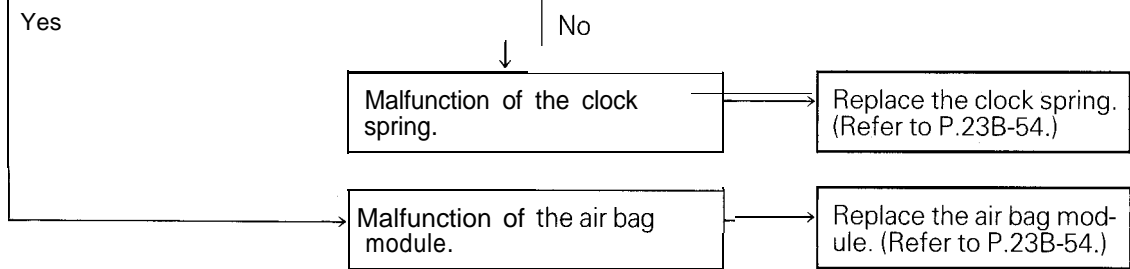 Yes
No
Malfunction of the clock
spring.
Replace the clock spring.
(Refer to P.23B-54.)
Malfunction of the air bag
module.
Replace the air bag mod-
ule. (Refer to P.23B-54.)